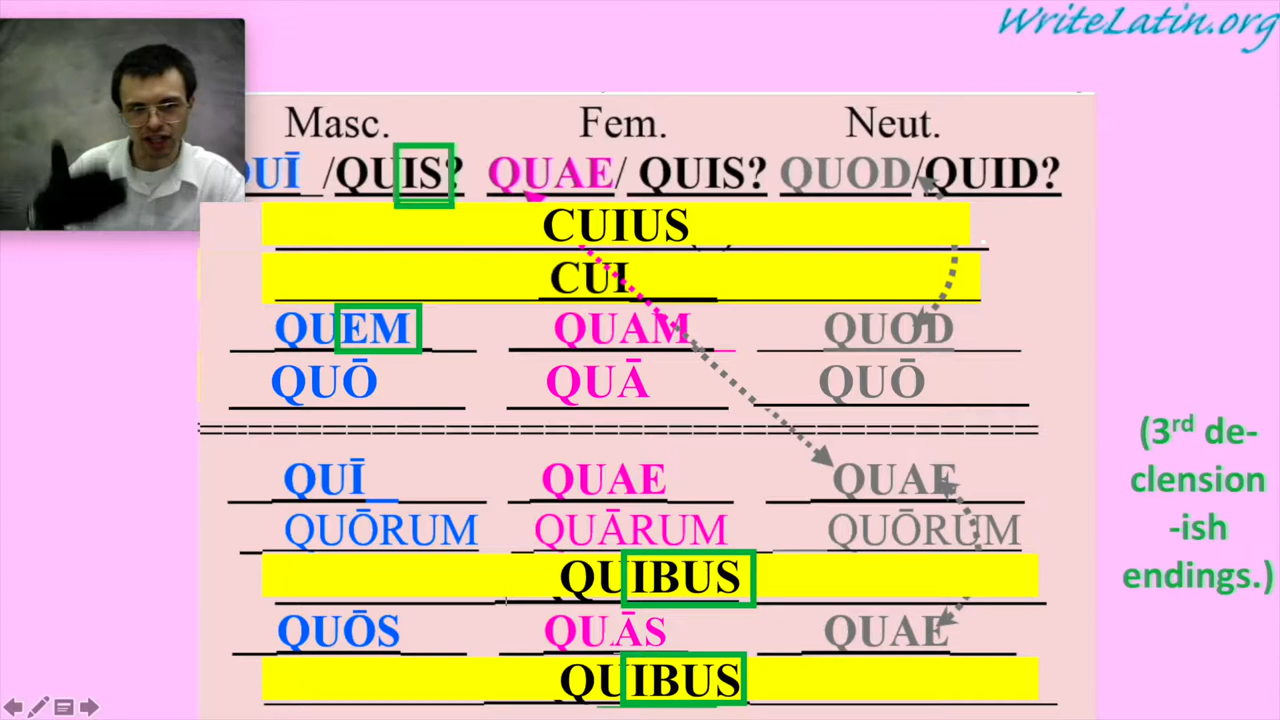 WriteLatin.org
Masc. Fem. Neut.
QUĪ /QUIS? QUAE/ QUIS? QUOD/QUID?
CUIUS
CUI
QUEM QUAM QUOD
QUŌ QUĀ QUŌ
QUĪ QUAE QUAE
QUŌRUM QUĀRUM QUŌRUM
QUIBUS
QUŌS QUĀS QUAE
QUIBUS
(3rd de-
clension
-ish
endings.)